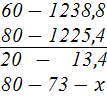 60 – 1238,8
80 – 1225,4
20 – 13,4
80 – 73 – x